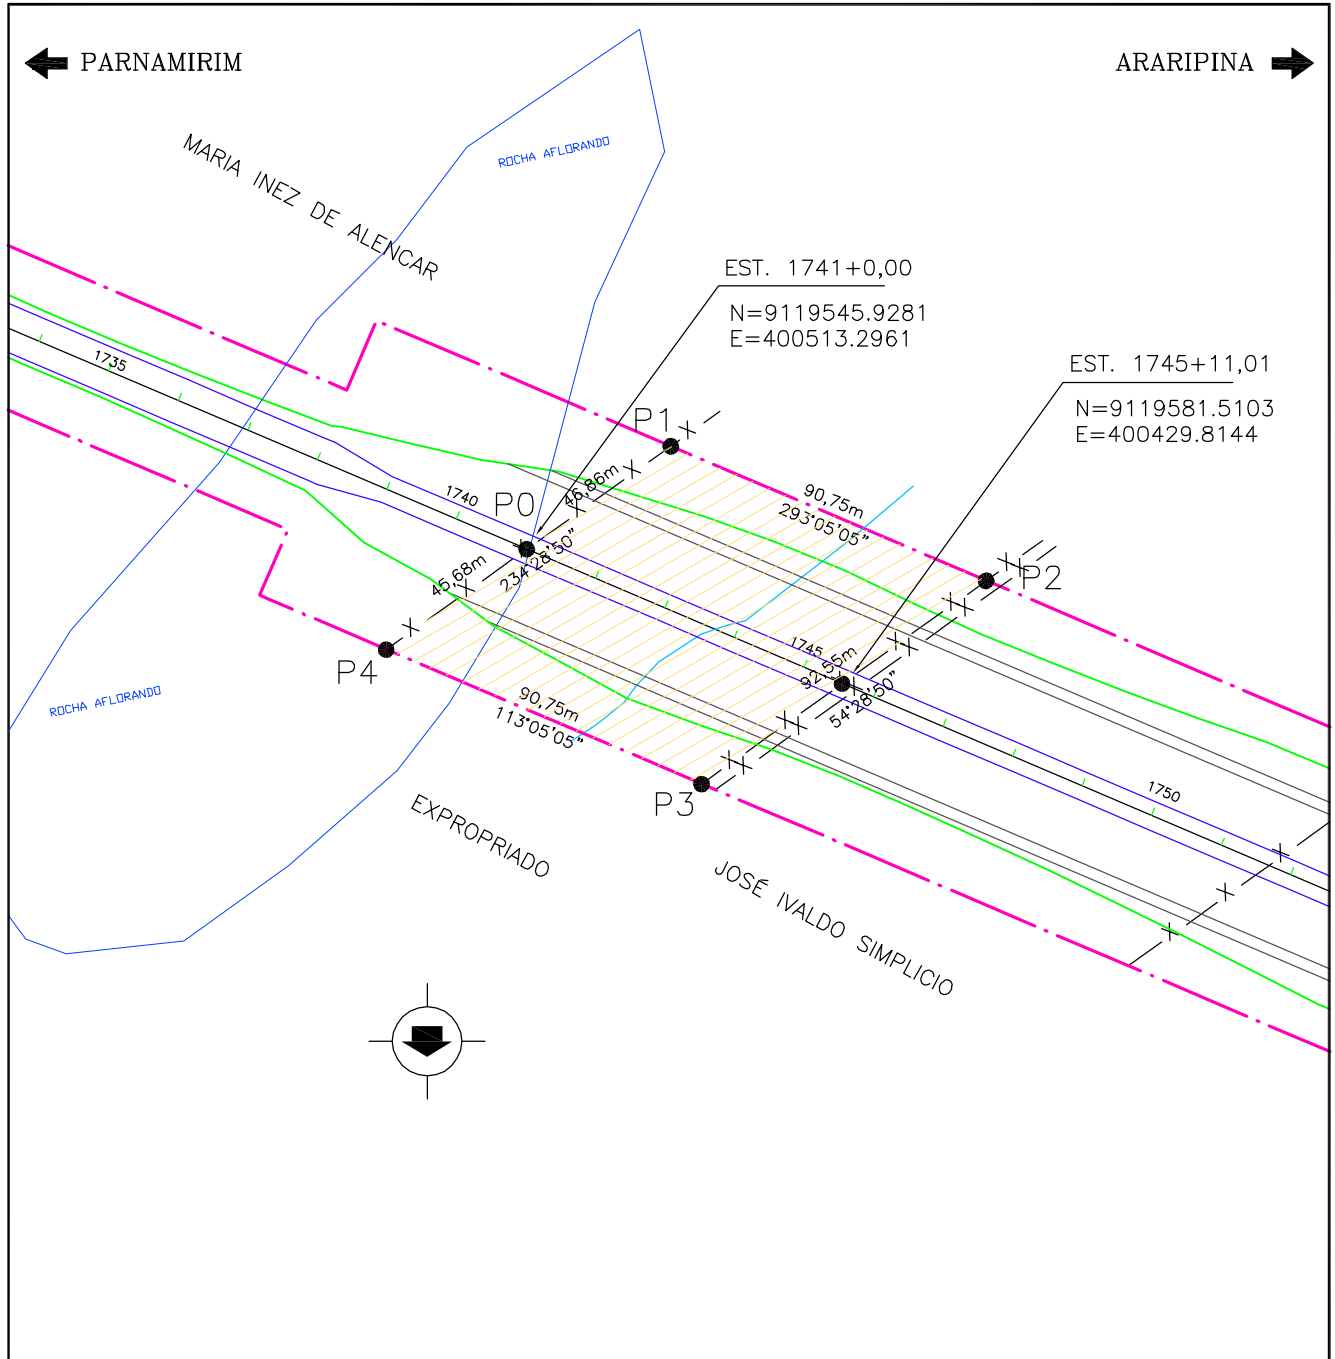 PARNAMIRIM
ARARIPINA
ROCHA AFLORANDO
MARIA INEZ DE ALENCAR
EST. 1741+0,00
N=9119545.9281
E=400513.2961
EST. 1745+11,01
N=9119581.5103
E=400429.8144
1735
P1
46,86m
1740
P0
90,75m
293°05'05"
234°28'50"
45,68m
P2
1745
92,55m
54°28'50"
P4
ROCHA AFLORANDO
90,75m
113°05'05"
P3
1750
EXPROPRIADO
JOSÉ IVALDO SIMPLICIO